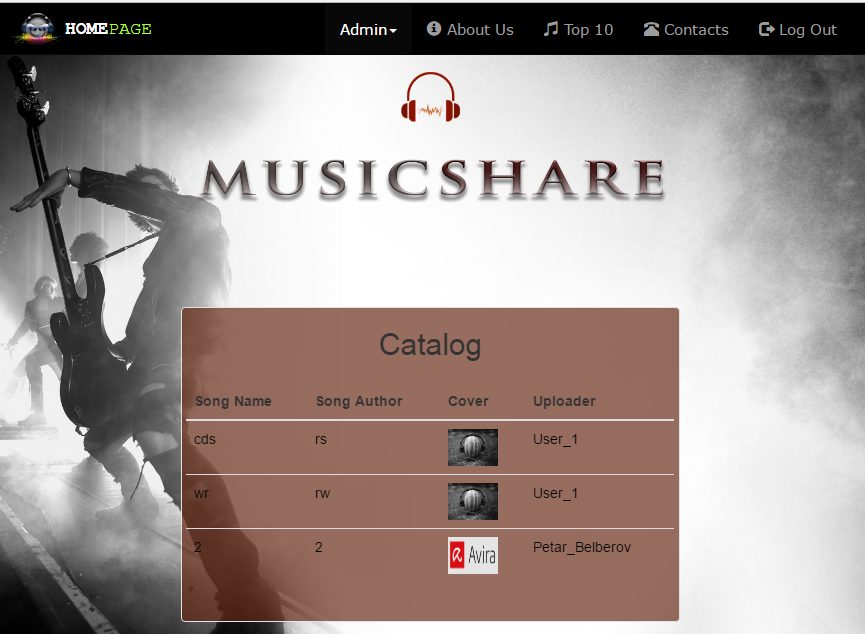 HOMEPAGE Admin About Us Top 10 Contacts Log Out
MUSICSHARE
Catalog
Song Name Song Author Cover Uploader
cds rs User_1
wr rw User_1
2 2 Avira Petar_Belberov